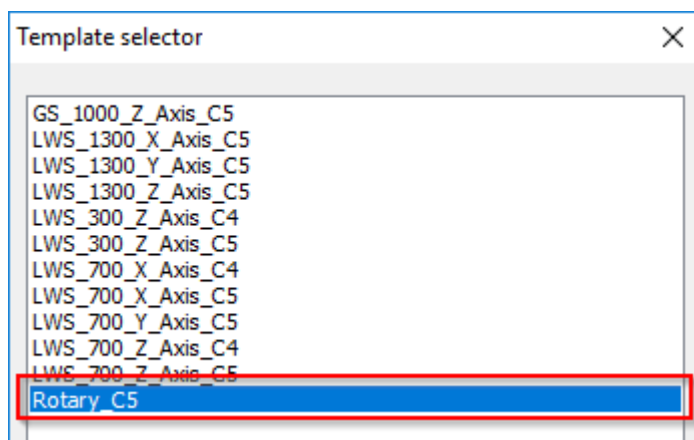 Template selector
GS_1000_Z_Axis_C5
LWS_1300_X_Axis_C5
LWS_1300_Y_Axis_C5
LWS_1300_Z_Axis_C5
LWS_300_Z_Axis_C4
LWS_300_Z_Axis_C5
LWS_700_X_Axis_C4
LWS_700_X_Axis_C5
LWS_700_Y_Axis_C5
LWS_700_Z_Axis_C4
LWS_700_Z_Axis_C5
Rotary_C5